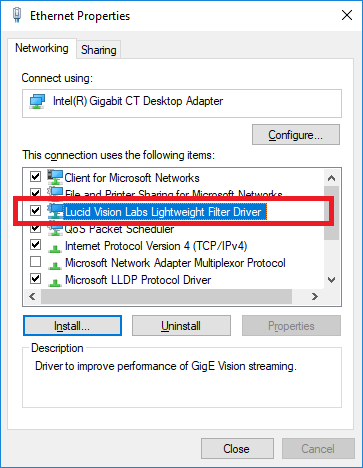 Ethernet Properties
Networking
Sharing
Connect using:
Intel(R) Gigabit CT Desktop Adapter
Configure...
This connection uses the following items:
Client for Microsoft Networks
File and Printer Sharing for Microsoft Networks
Lucid Vision Labs Lightweight Filter Driver
QoS Packet Scheduler
Internet Protocol Version 4 (TCP/IPv4)
Microsoft Network Adapter Multiplexor Protocol
Microsoft LLDP Protocol Driver
Install...
Uninstall
Properties
Description
Driver to improve performance of GigE Vision streaming.
Close
Cancel